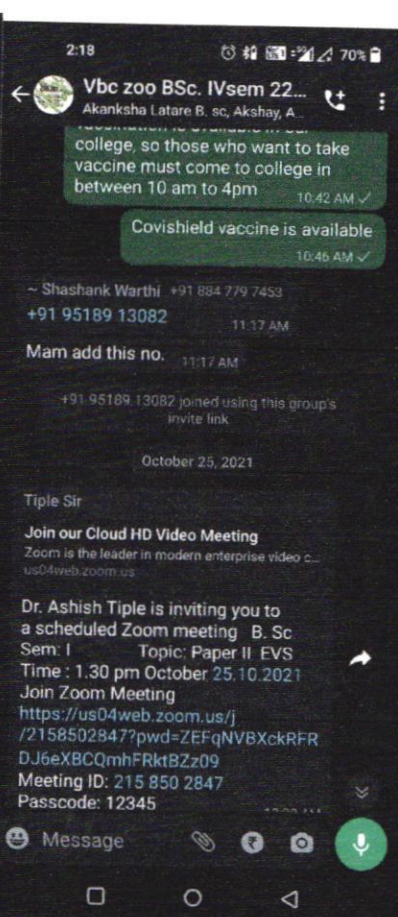 2:18 70%
Vbc zoo BSc. IVsem 22...
Akanksha Latare B. sc, Akshay, A...
college, so those who want to take
vaccine must come to college in
between 10 am to 4pm
10:42 AM
Covishield vaccine is available
10:46 AM
~ Shashank Warthi +91 884 779 7453
+91 95189 13082
11:17 AM
Mam add this no. 11:17 AM
+91 95189 13082 joined using this group's
invite link
October 25, 2021
Tiple Sir
Join our Cloud HD Video Meeting
Zoom is the leader in modern enterprise video c...
us04web.zoom.us
Dr. Ashish Tiple is inviting you to
a scheduled Zoom meeting B. Sc
Sem: I Topic: Paper II EVS
Time : 1.30 pm October 25.10.2021
Join Zoom Meeting
https://us04web.zoom.us/j
/2158502847?pwd=ZEFqNVBXckRFR
DJ6eXBCQmhFRktBZz09
Meeting ID: 215 850 2847
Passcode: 12345
Message